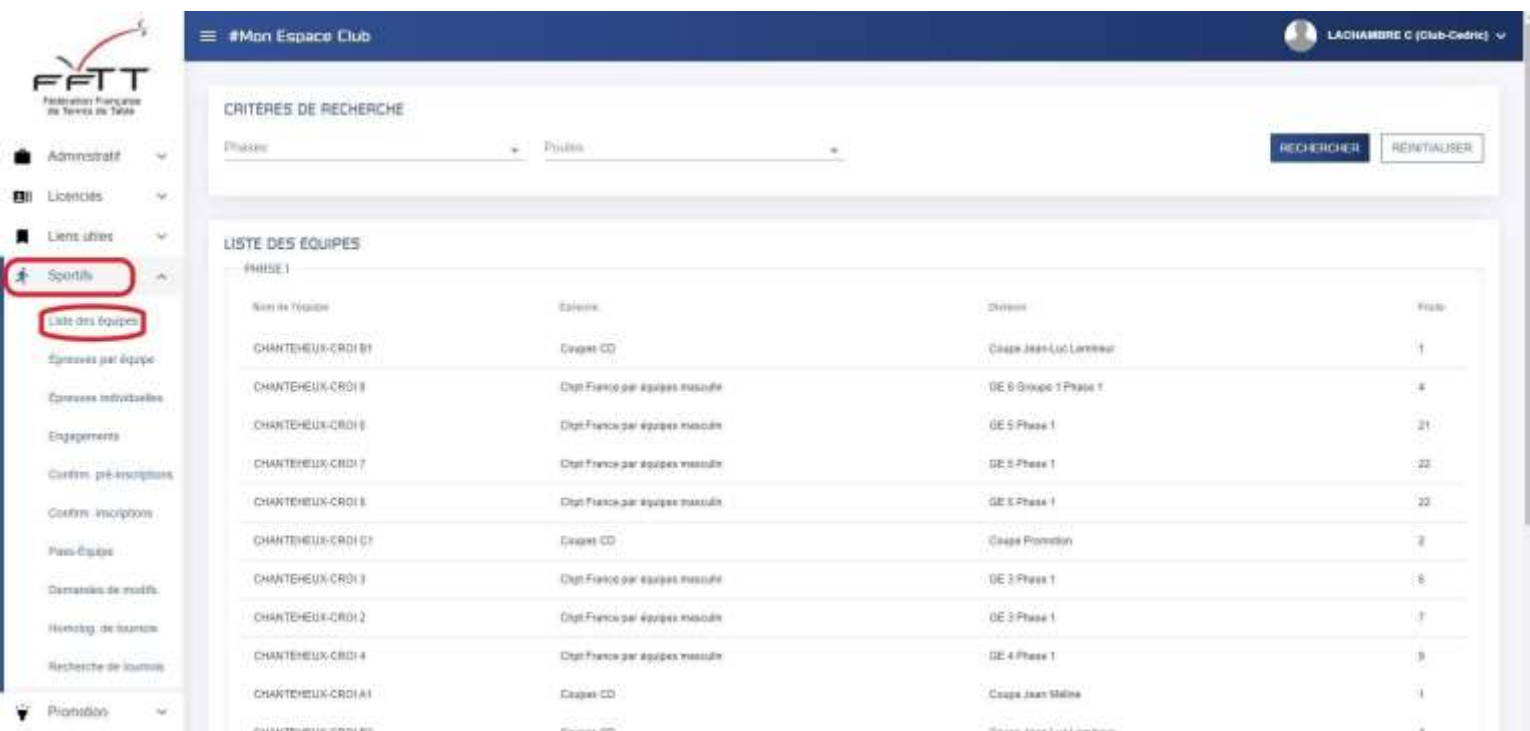 FFTT
Fédération Française
de Tennis de Table
#Mon Espace Club
LACHAMBRE C (Club-Cedric)
Administratif
Licenciés
Liens utiles
Sportifs
Liste des équipes
Épreuves par équipe
Épreuves individuelles
Engagements
Confirm. pré-inscriptions
Confirm. inscriptions
Pass-Équipe
Demandes de modifs.
Homolog. de tournois
Recherche de tournois
Promotion
CRITÈRES DE RECHERCHE
Phases Poules
RECHERCHER RÉINITIALISER
LISTE DES ÉQUIPES
PHASE 1
Nom de l'équipe Epreuve Division Poule
CHANTEHEUX-CROI B1 Coupes CD Coupe Jean-Luc 1
CHANTEHEUX-CROI Chpt France par équipes masculin GE 6 Groupe 1 Phase 1 4
CHANTEHEUX-CROI Chpt France par équipes masculin GE 5 Phase 1 21
CHANTEHEUX-CROI 7 Chpt France par équipes masculin GE 5 Phase 1 22
CHANTEHEUX-CROI Chpt France par équipes masculin GE 5 Phase 1 22
CHANTEHEUX-CROI C1 Coupes CD Coupe Promotion 2
CHANTEHEUX-CROI 3 Chpt France par équipes masculin GE 3 Phase 1
CHANTEHEUX-CROI 2 Chpt France par équipes masculin GE 3 Phase 1 7
CHANTEHEUX-CROI 4 Chpt France par équipes masculin GE 4 Phase 1 9
CHANTEHEUX-CROI A1 Coupes CD Coupe Jean 1